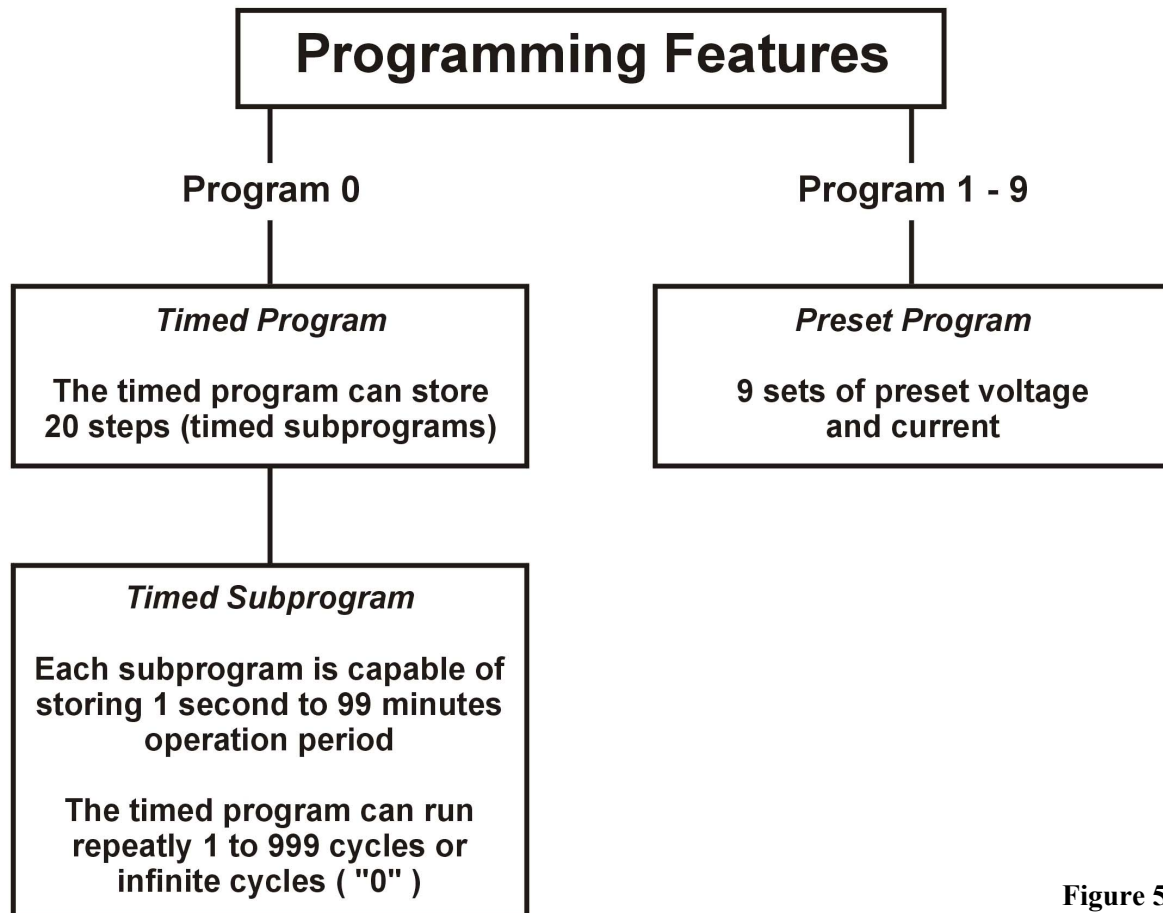 Programming Features
Program 0
Program 1 - 9
Timed Program
The timed program can store
20 steps (timed subprograms)
Preset Program
9 sets of preset voltage
and current
Timed Subprogram
Each subprogram is capable of
storing 1 second to 99 minutes
operation period
The timed program can run
repeatly 1 to 999 cycles or
infinite cycles ( "0" )
Figure 5